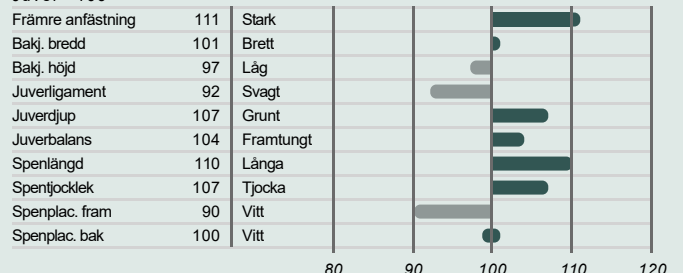 Främre anfästning 111 Stark
Bakj. bredd 101 Brett
Bakj. höjd 97 Låg
Juverligament 92 Svagt
Juverdjup 107 Grunt
Juverbalans 104 Framtungt
Spenlängd 110 Långa
Spentjocklek 107 Tjocka
Spenplac. fram 90 Vitt
Spenplac. bak 100 Vitt
80 90 100 110 120